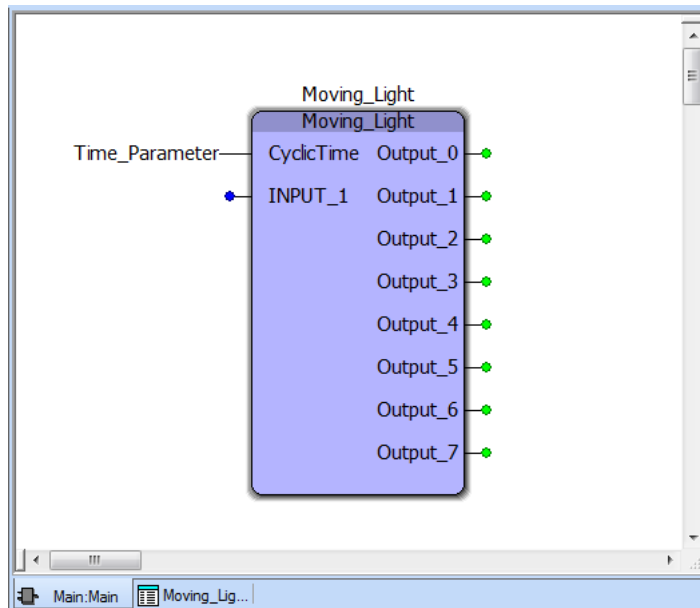 Moving_Light
Moving_Light
Time_Parameter CyclicTime Output_0
INPUT_1 Output_1
Output_2
Output_3
Output_4
Output_5
Output_6
Output_7
Main:Main Moving_Lig...